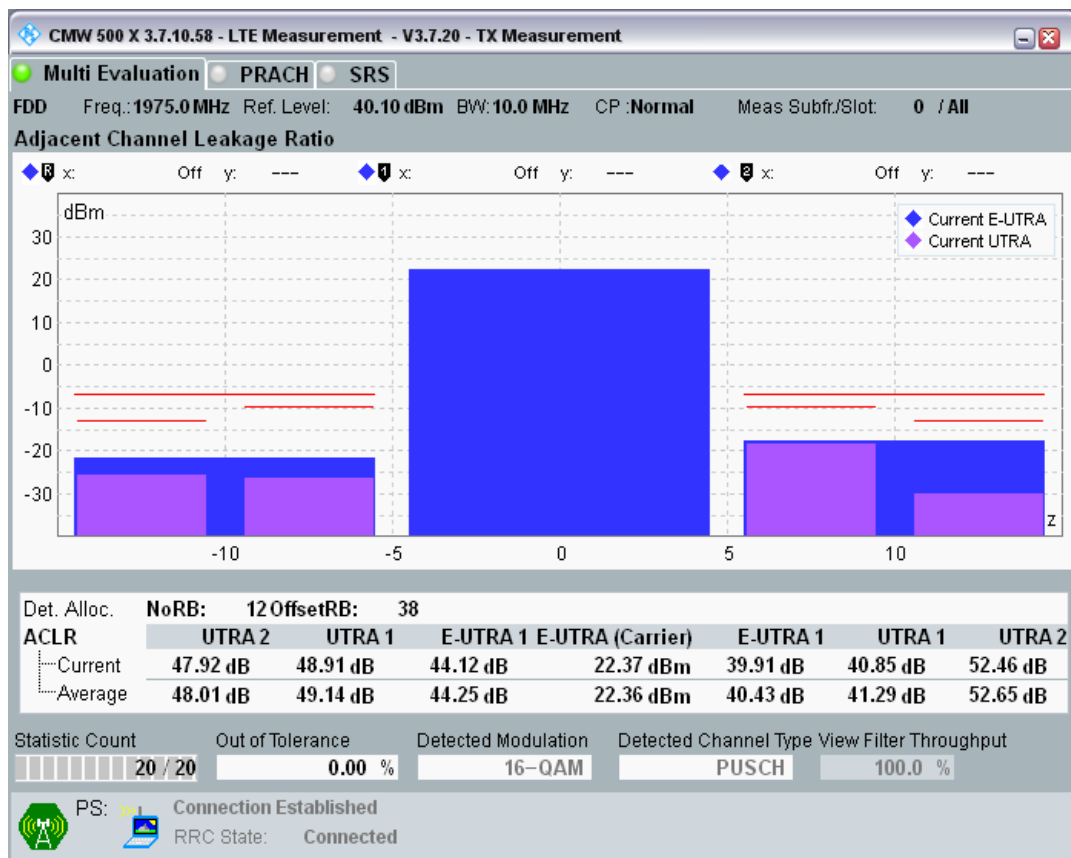 CMW 500 X 3.7.10.58 - LTE Measurement - V3.7.20 - TX Measurement
Multi Evaluation PRACH SRS
FDD Freq.:1975.0 MHz Ref. Level: 40.10 dBm BW:10.0 MHz CP :Normal Meas Subfr./Slot: 0 / All
Adjacent Channel Leakage Ratio
R x: Off y: --- 1 x: Off y: --- 2 x: Off y: ---
dBm
Current E-UTRA
Current UTRA
30
20
10
0
-10
-20
-30
z
-10 -5 0 5 10
Det. Alloc. NoRB: 12 OffsetRB: 38
ACLR UTRA 2 UTRA 1 E-UTRA 1 E-UTRA (Carrier) E-UTRA 1 UTRA 1 UTRA 2
Current 47.92 dB 48.91 dB 44.12 dB 22.37 dBm 39.91 dB 40.85 dB 52.46 dB
Average 48.01 dB 49.14 dB 44.25 dB 22.36 dBm 40.43 dB 41.29 dB 52.65 dB
Statistic Count Out of Tolerance Detected Modulation Detected Channel Type View Filter Throughput
20 / 20 0.00 % 16-QAM PUSCH 100.0 %
PS: Connection Established
RRC State: Connected